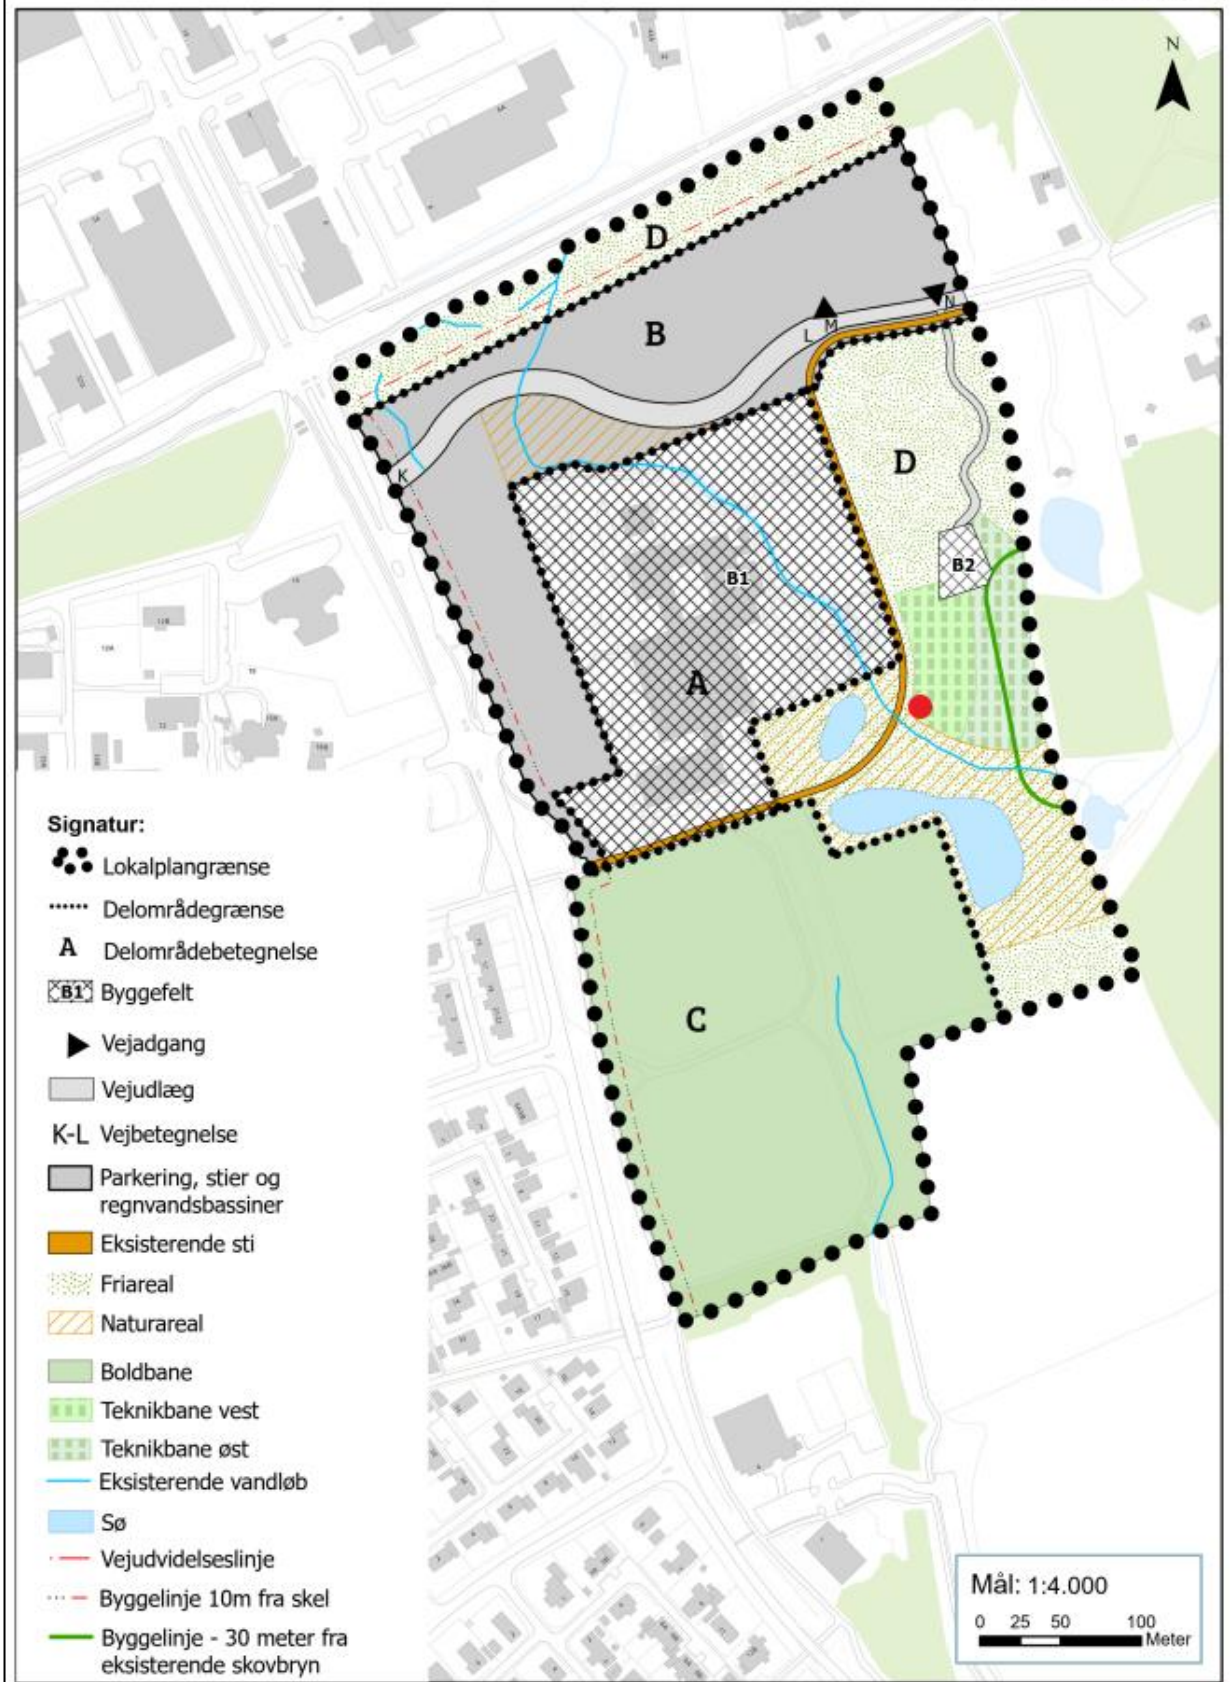 N
D
B
L
M
N
K
D
B1
B2
A
C
Signatur:
Lokalplangrænse
Delområdegrænse
A Delområdebetegnelse
B1 Byggefelt
Vejadgang
Vejudlæg
K-L Vejbetegnelse
Parkering, stier og
regnvandsbassiner
Eksisterende sti
Friareal
Naturareal
Boldbane
Teknikbane vest
Teknikbane øst
Eksisterende vandløb
Sø
Vejudvidelseslinje
Byggelinje 10m fra skel
Byggelinje - 30 meter fra
eksisterende skovbryn
Mål: 1:4.000
0 25 50 100
Meter